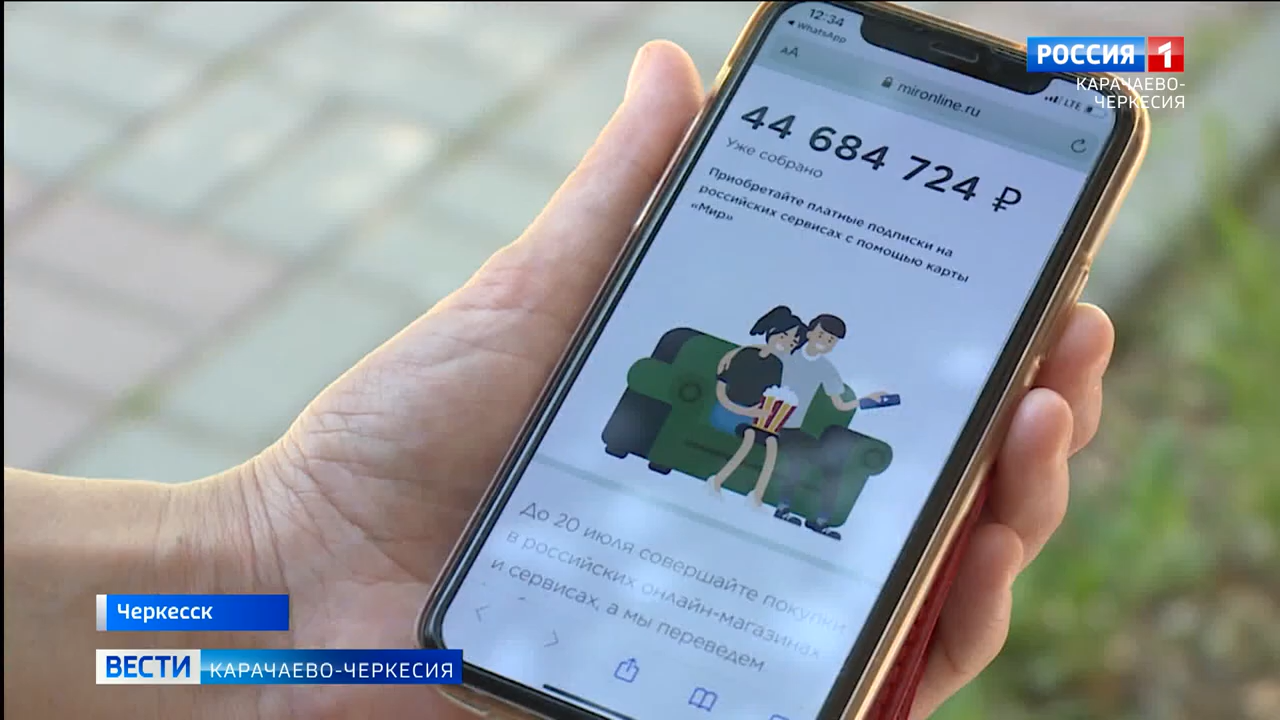 12:34
WhatsApp
АА
mironline.ru
LTE
РОССИЯ 1
КАРАЧАЕВО-
ЧЕРКЕСИЯ
44 684 724 ₽
Уже собрано
Приобретайте платные подписки на
российских сервисах с помощью карты
«Мир»
До 20 июля совершайте покупки
в российских онлайн-магазинах
и сервисах, а мы переведем
Черкесск
ВЕСТИ КАРАЧАЕВО-ЧЕРКЕСИЯ